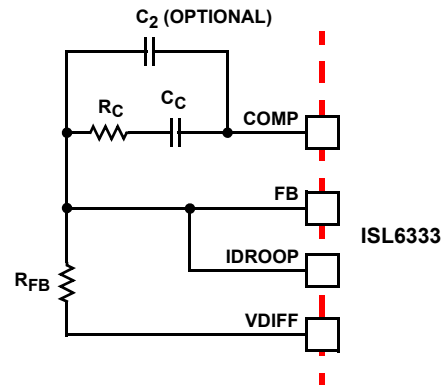 C2 (OPTIONAL)
RC
CC
COMP
FB
ISL6333
IDROOP
RFB
VDIFF